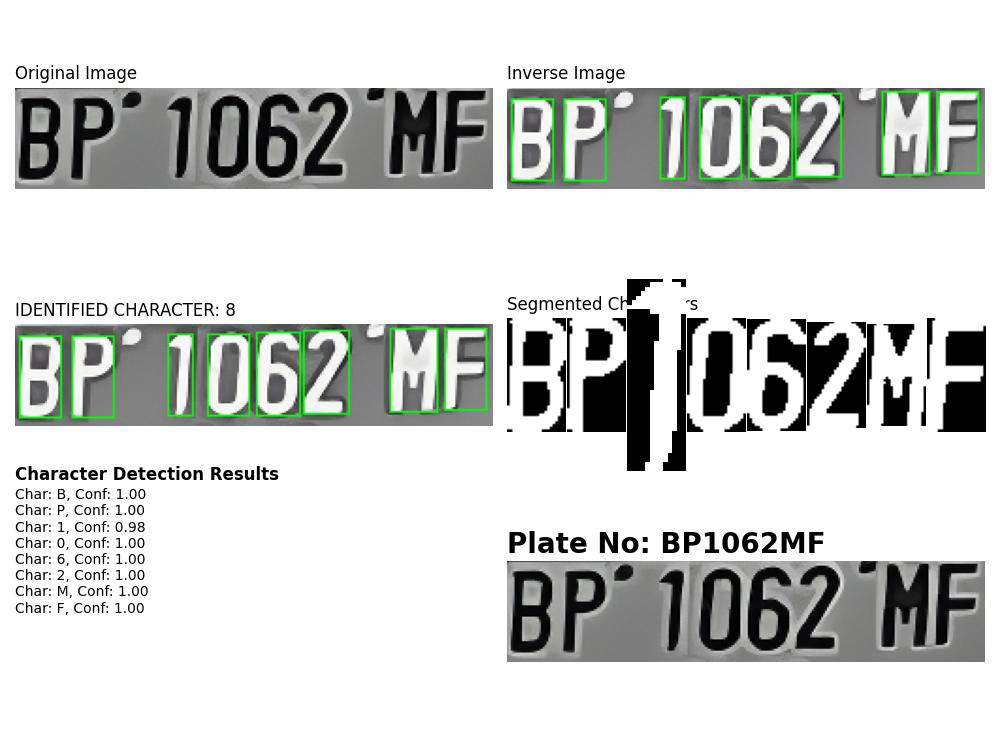 Original Image
BP 1062 MF
Inverse Image
BP 1062 MF
IDENTIFIED CHARACTER: 8
BP 1062 MF
Segmented Ch rs
BP1062MF
Character Detection Results
Char: B, Conf: 1.00
Char: P, Conf: 1.00
Char: 1, Conf: 0.98
Char: 0, Conf: 1.00
Char: 6, Conf: 1.00
Char: 2, Conf: 1.00
Char: M, Conf: 1.00
Char: F, Conf: 1.00
Plate No: BP1062MF
BP 1062 MF